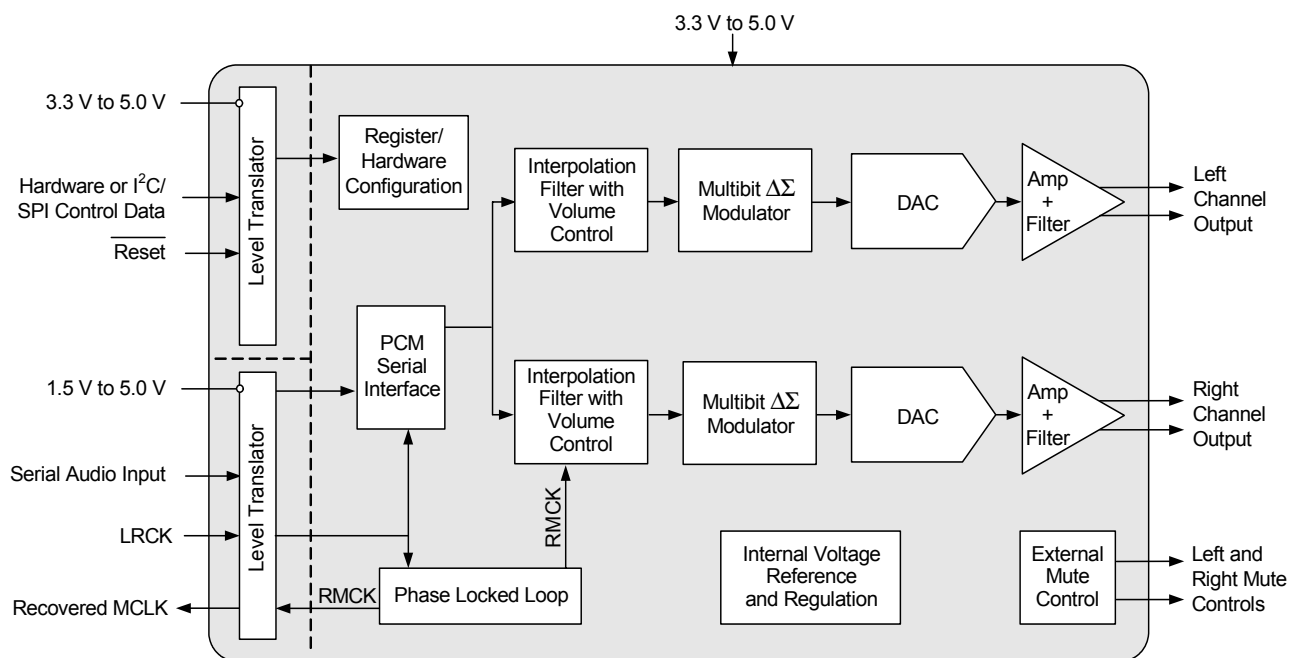 3.3 V to 5.0 V
3.3 V to 5.0 V
Hardware or I²C/
SPI Control Data
Reset
Level Translator
Register/
Hardware
Configuration
Interpolation
Filter with
Volume
Control
Multibit ΔΣ
Modulator
DAC
Amp
+
Filter
Left
Channel
Output
1.5 V to 5.0 V
Serial Audio Input
LRCK
Recovered MCLK
Level Translator
PCM
Serial
Interface
Interpolation
Filter with
Volume
Control
Multibit ΔΣ
Modulator
DAC
Amp
+
Filter
Right
Channel
Output
RMCK
RMCK
Phase Locked Loop
Internal Voltage
Reference
and Regulation
External
Mute
Control
Left and
Right Mute
Controls